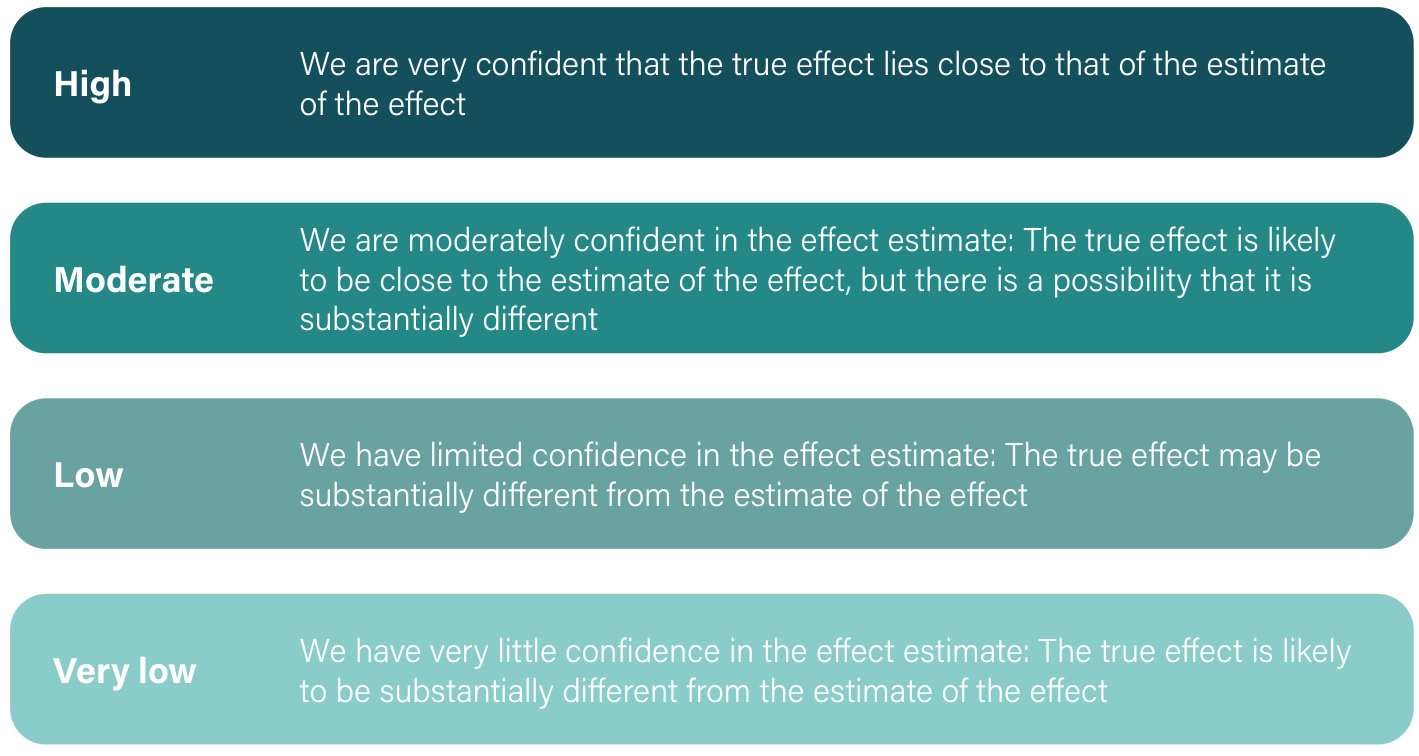 High
We are very confident that the true effect lies close to that of the estimate
of the effect
Moderate
We are moderately confident in the effect estimate: The true effect is likely
to be close to the estimate of the effect, but there is a possibility that it is
substantially different
Low
We have limited confidence in the effect estimate: The true effect may be
substantially different from the estimate of the effect
Very low
We have very little confidence in the effect estimate: The true effect is likely
to be substantially different from the estimate of the effect